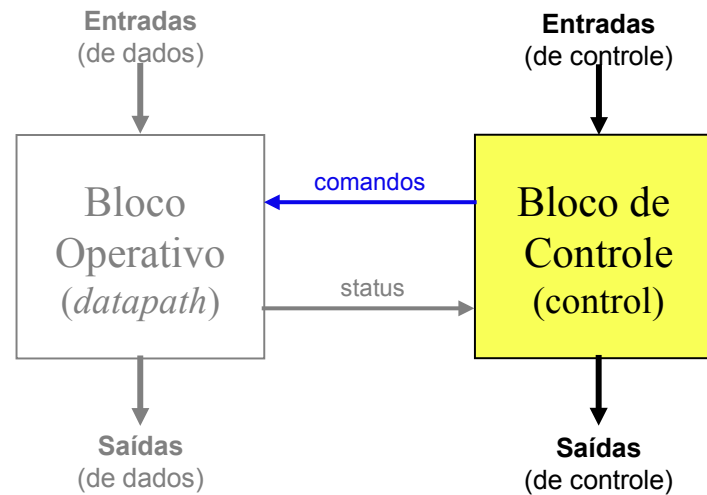 Entradas
(de dados)
Entradas
(de controle)
Bloco
Operativo
(datapath)
comandos
status
Bloco de
Controle
(control)
Saídas
(de dados)
Saídas
(de controle)